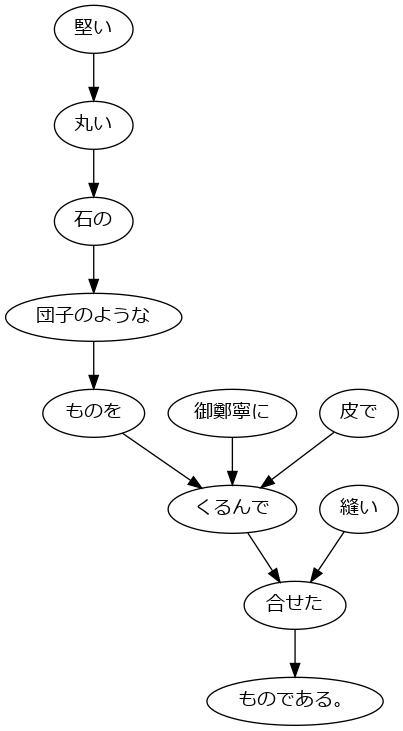 堅い
丸い
石の
団子のような
ものを
御鄭寧に
皮で
くるんで
縫い
合せた
ものである。